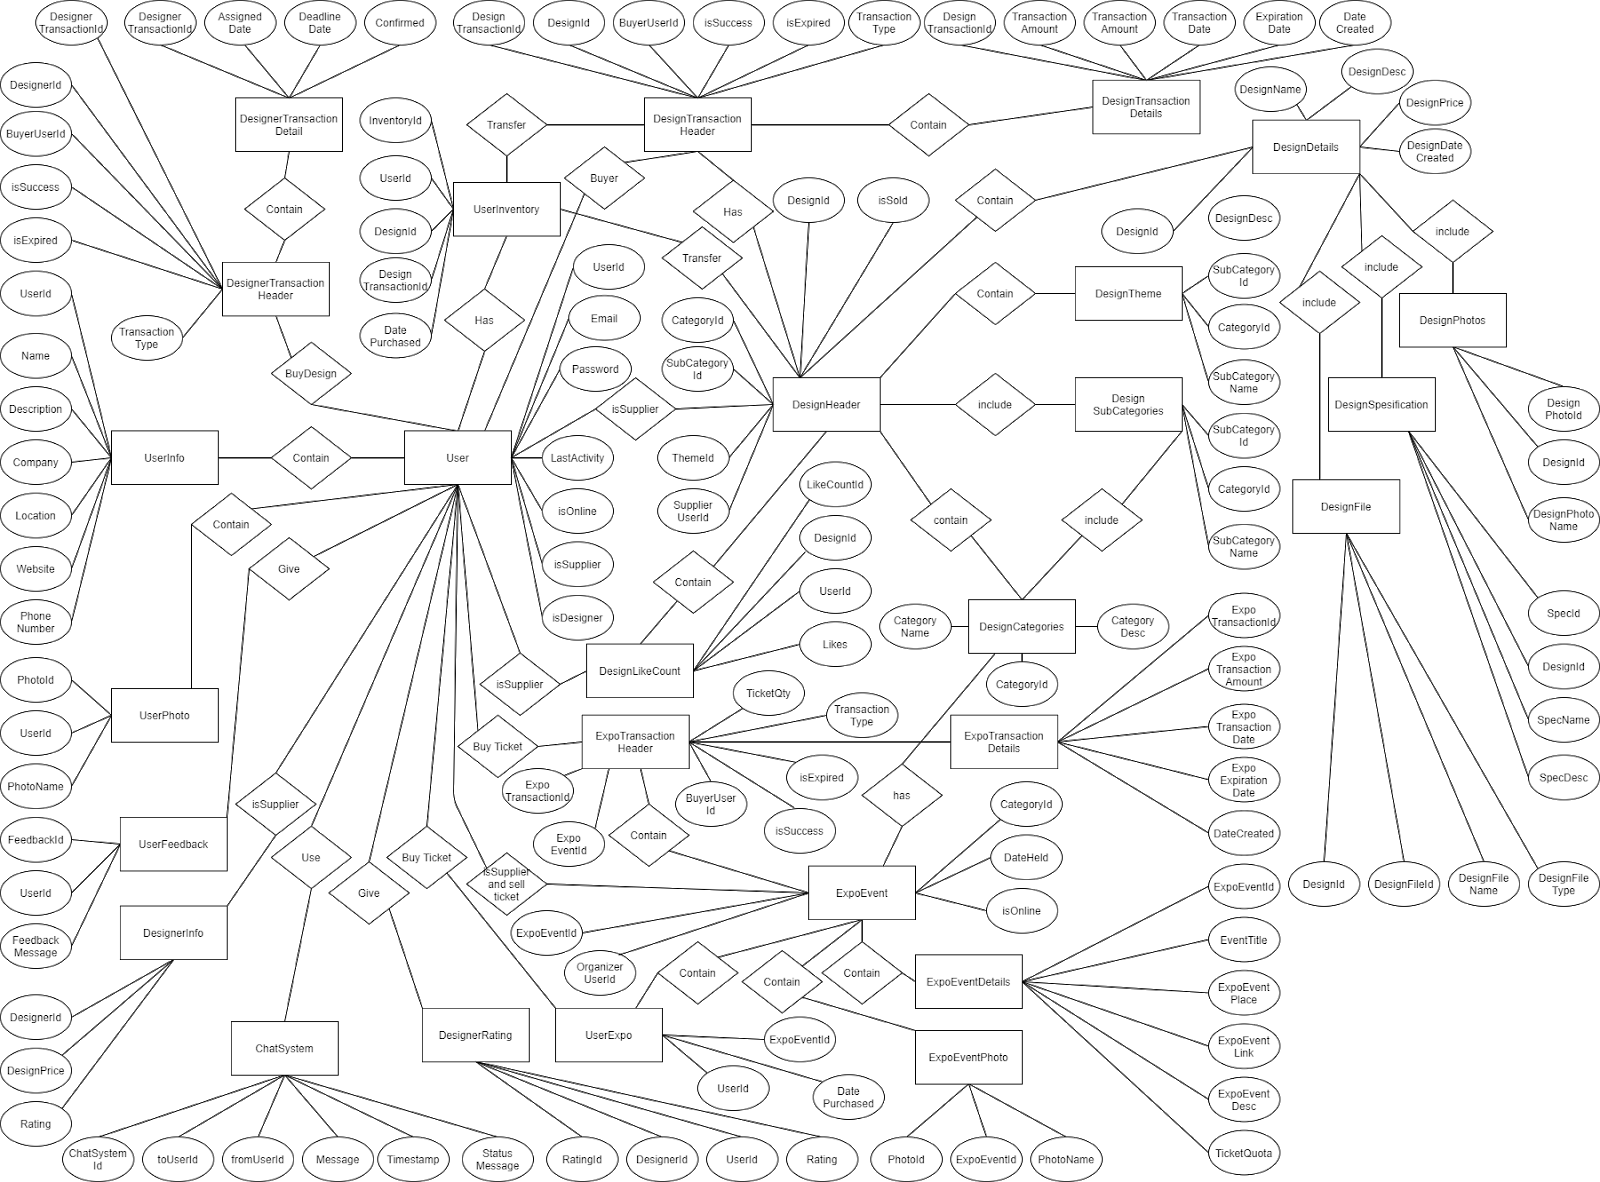 Designer
TransactionId
Designer
TransactionId
Assigned
Date
Deadline
Date
Confirmed
Design
TransactionId
DesignId
BuyerUserId
isSuccess
isExpired
Transaction
Type
Design
TransactionId
Transaction
Amount
Transaction
Amount
Transaction
Date
Expiration
Date
Date
Created
DesignerId
BuyerUserId
isSuccess
isExpired
UserId
Transaction
Type
DesignerTransaction
Detail
Contain
DesignerTransaction
Header
BuyDesign
InventoryId
UserId
DesignId
Design
TransactionId
Date
Purchased
Transfer
DesignTransaction
Header
Contain
DesignTransaction
Details
UserInventory
Buyer
Has
Has
Transfer
DesignId
isSold
Contain
DesignName
DesignDesc
DesignPrice
DesignDate
Created
DesignDetails
DesignId
DesignDesc
include
include
include
DesignPhotos
DesignSpesification
DesignFile
Design
PhotoId
DesignId
DesignPhoto
Name
UserId
Email
Password
isSupplier
LastActivity
isOnline
isSupplier
isDesigner
CategoryId
SubCategory
Id
ThemeId
Supplier
UserId
DesignHeader
Contain
DesignTheme
SubCategory
Id
CategoryId
SubCategory
Name
include
Design
SubCategories
SubCategory
Id
CategoryId
SubCategory
Name
Name
Description
Company
Location
Website
Phone
Number
UserInfo
Contain
User
Contain
Give
LikeCountId
DesignId
UserId
Likes
Contain
DesignLikeCount
isSupplier
contain
include
Category
Name
DesignCategories
Category
Desc
CategoryId
Expo
TransactionId
Expo
Transaction
Amount
Expo
Transaction
Date
Expo
Expiration
Date
DateCreated
SpecId
DesignId
SpecName
SpecDesc
PhotoId
UserId
PhotoName
UserPhoto
Buy Ticket
ExpoTransaction
Header
TicketQty
Transaction
Type
ExpoTransaction
Details
Expo
TransactionId
Expo
EventId
Contain
BuyerUser
Id
isExpired
isSuccess
has
CategoryId
DateHeld
isOnline
ExpoEvent
isSupplier
Use
Give
Buy Ticket
isSupplier
and sell
ticket
FeedbackId
UserId
Feedback
Message
UserFeedback
DesignerInfo
DesignerId
DesignPrice
Rating
ExpoEventId
Organizer
UserId
Contain
Contain
Contain
ExpoEventDetails
ExpoEventId
EventTitle
ExpoEvent
Place
ExpoEvent
Link
ExpoEvent
Desc
TicketQuota
DesignId
DesignFileId
DesignFile
Name
DesignFile
Type
ChatSystem
DesignerRating
UserExpo
ExpoEventId
UserId
Date
Purchased
ExpoEventPhoto
ChatSystem
Id
toUserId
fromUserId
Message
Timestamp
Status
Message
RatingId
DesignerId
UserId
Rating
PhotoId
ExpoEventId
PhotoName